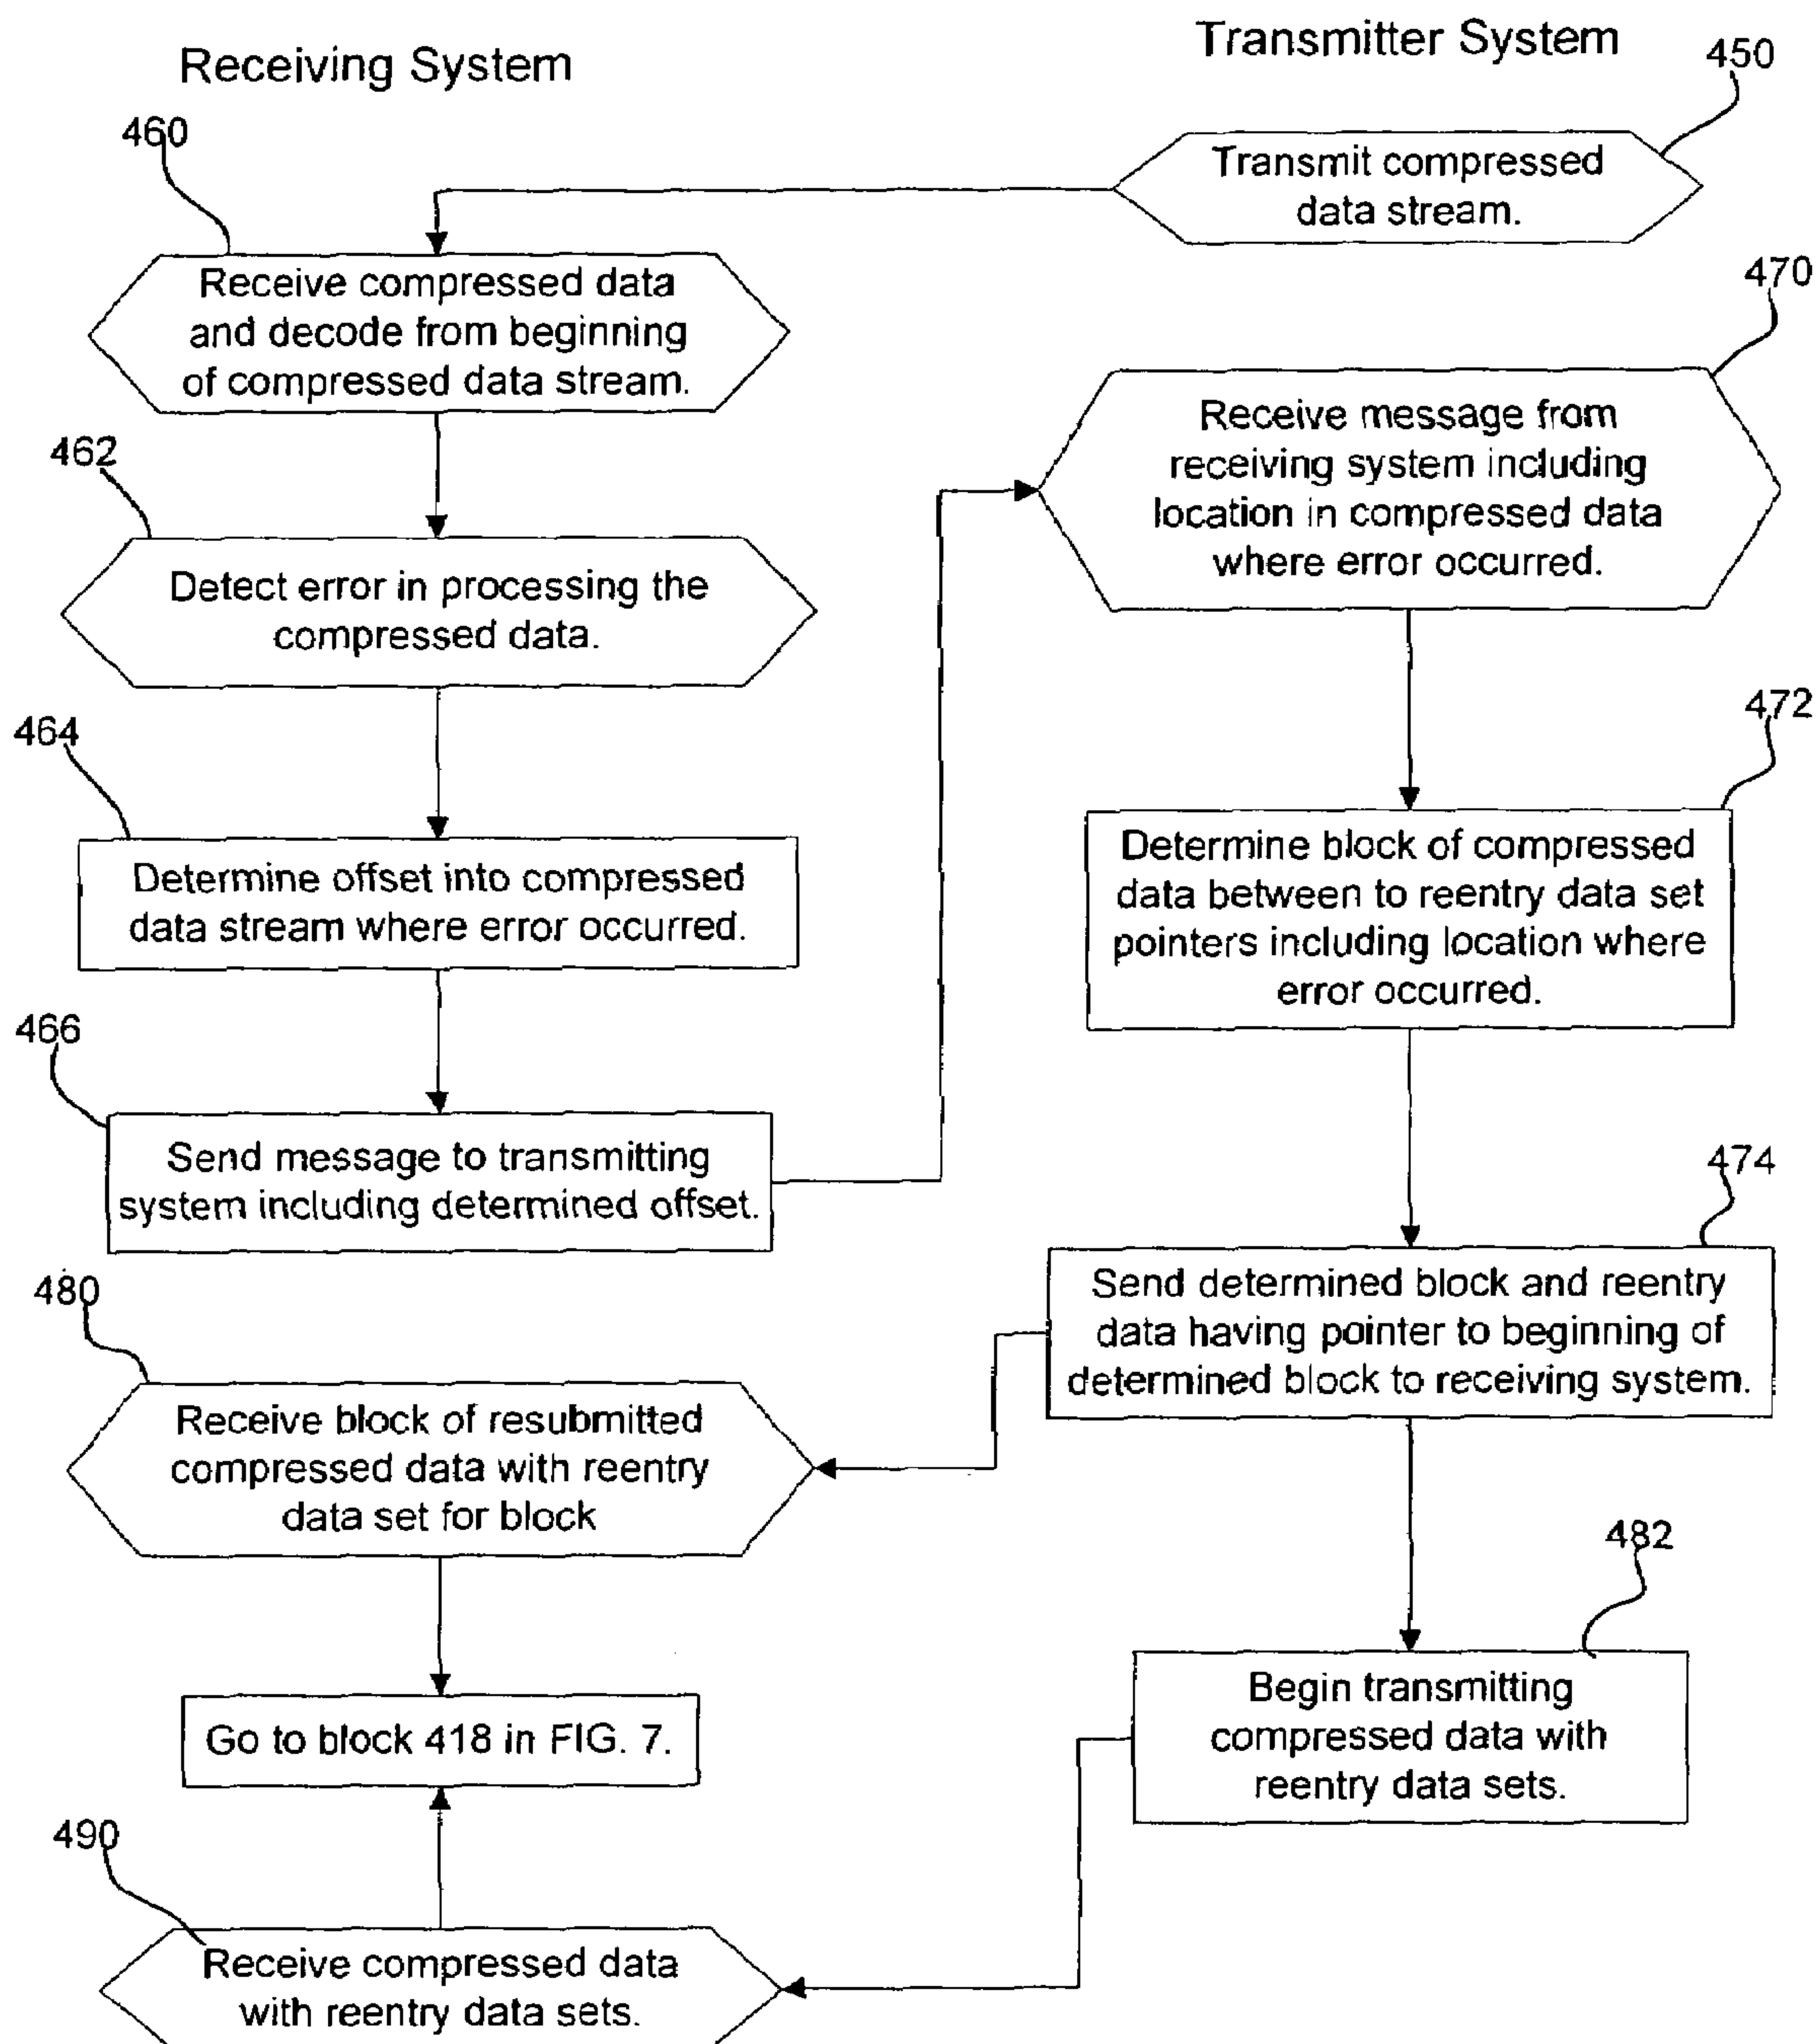 Receiving System
Transmitter System
450
Transmit compressed
data stream.
460
Receive compressed data
and decode from beginning
of compressed data stream.
470
Receive message from
receiving system including
location in compressed data
where error occurred.
462
Detect error in processing the
compressed data.
464
Determine offset into compressed
data stream where error occurred.
472
Determine block of compressed
data between to reentry data set
pointers including location where
error occurred.
466
Send message to transmitting
system including determined offset.
474
Send determined block and reentry
data having pointer to beginning of
determined block to receiving system.
480
Receive block of resubmitted
compressed data with reentry
data set for block
482
Begin transmitting
compressed data with
reentry data sets.
Go to block 418 in FIG. 7.
490
Receive compressed data
with reentry data sets.